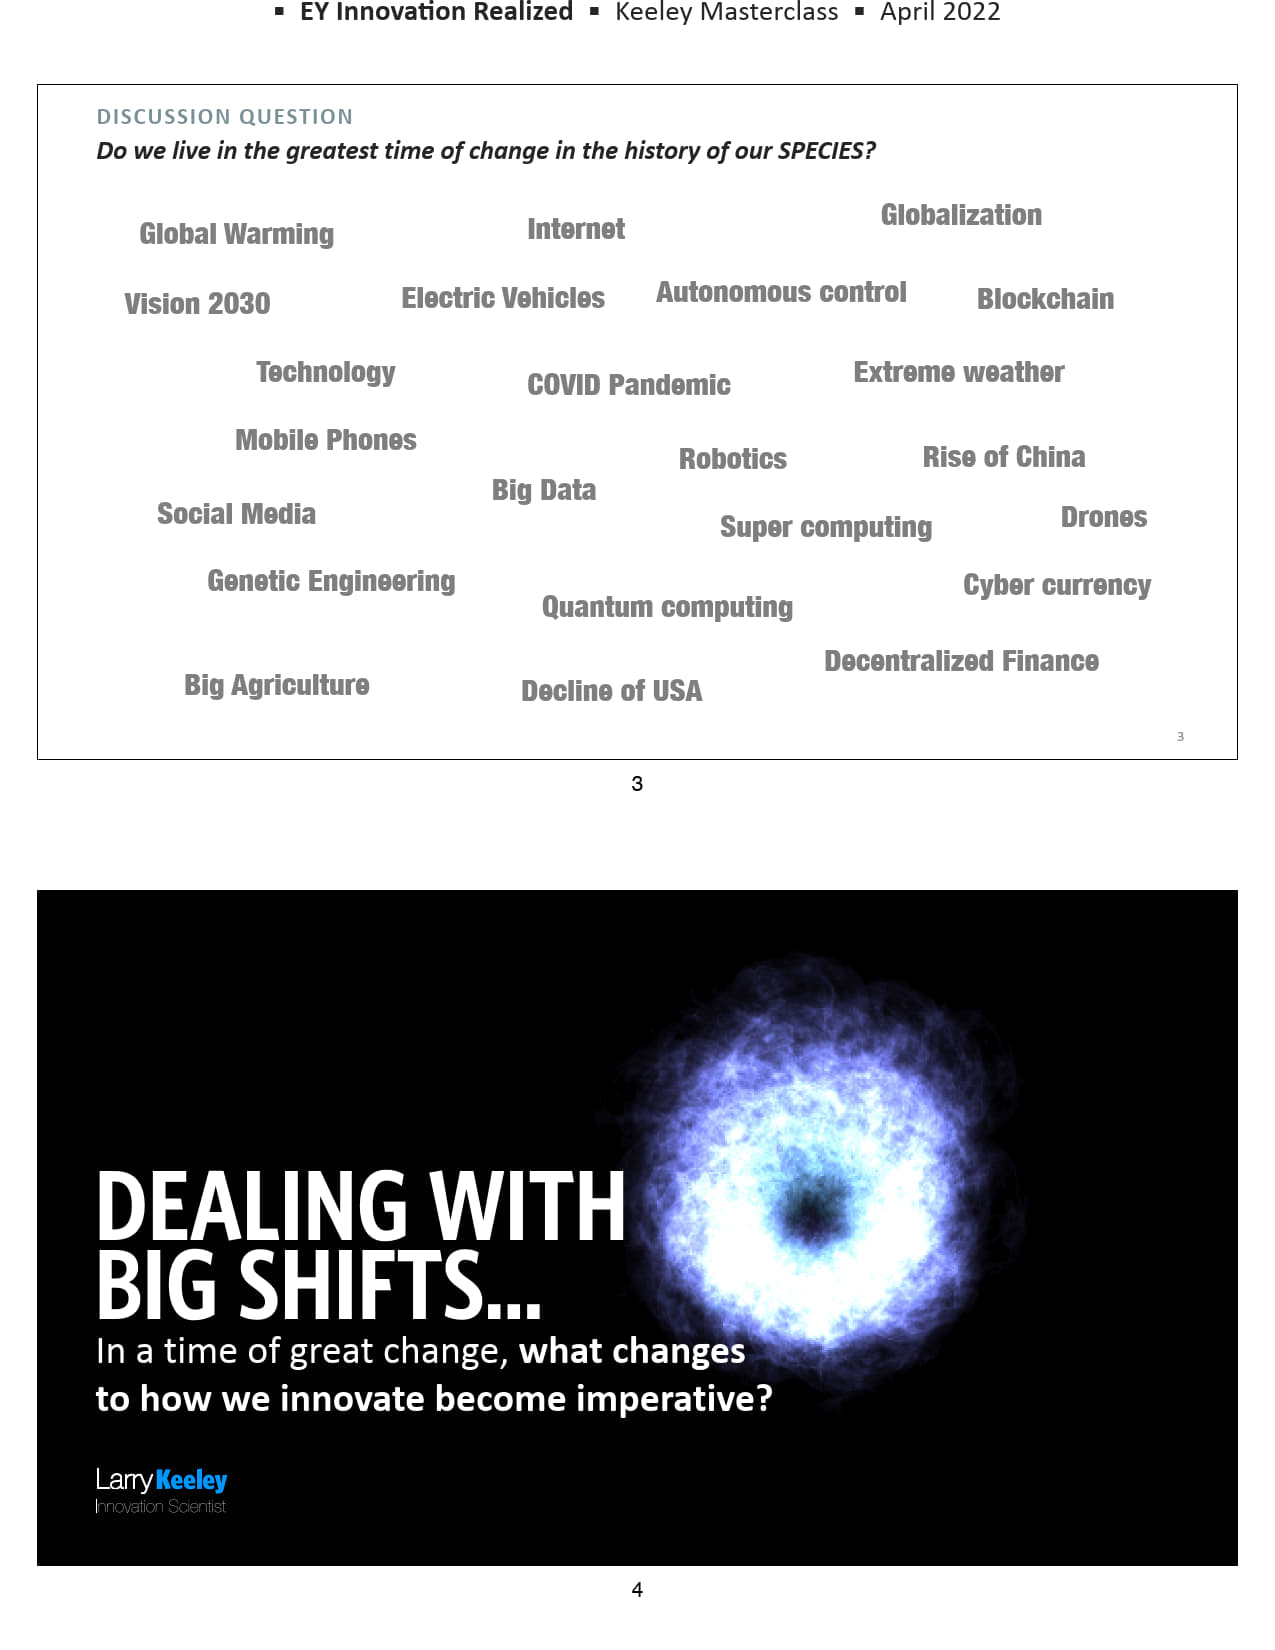 ▪ EY Innovation Realized ▪ Keeley Masterclass ▪ April 2022
DISCUSSION QUESTION
Do we live in the greatest time of change in the history of our SPECIES?
Global Warming Internet Globalization
Vision 2030 Electric Vehicles Autonomous control Blockchain
Technology COVID Pandemic Extreme weather
Mobile Phones Robotics Rise of China
Big Data
Social Media Super computing Drones
Genetic Engineering Quantum computing Cyber currency
Decentralized Finance
Big Agriculture Decline of USA
3
3
DEALING WITH
BIG SHIFTS...
In a time of great change, what changes
to how we innovate become imperative?
Larry Keeley
Innovation Scientist
4